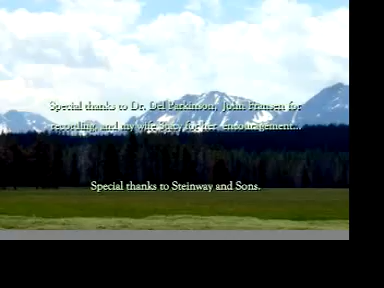 Special thanks to Dr. Del Parkinson, John Fransen for
recording, and my wife Stacy for her encouragement...
Special thanks to Steinway and Sons.